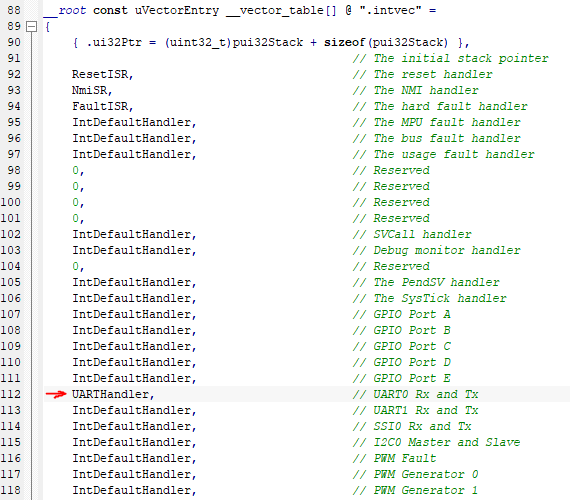 88 __root const uVectorEntry __vector_table[] @ ".intvec" =
89 {
90 { .ui32Ptr = (uint32_t)pui32Stack + sizeof(pui32Stack) },
91 // The initial stack pointer
92 ResetISR, // The reset handler
93 NmiSR, // The NMI handler
94 FaultISR, // The hard fault handler
95 IntDefaultHandler, // The MPU fault handler
96 IntDefaultHandler, // The bus fault handler
97 IntDefaultHandler, // The usage fault handler
98 0, // Reserved
99 0, // Reserved
100 0, // Reserved
101 0, // Reserved
102 IntDefaultHandler, // SVCall handler
103 IntDefaultHandler, // Debug monitor handler
104 0, // Reserved
105 IntDefaultHandler, // The PendSV handler
106 IntDefaultHandler, // The SysTick handler
107 IntDefaultHandler, // GPIO Port A
108 IntDefaultHandler, // GPIO Port B
109 IntDefaultHandler, // GPIO Port C
110 IntDefaultHandler, // GPIO Port D
111 IntDefaultHandler, // GPIO Port E
112 UARTHandler, // UART0 Rx and Tx
113 IntDefaultHandler, // UART1 Rx and Tx
114 IntDefaultHandler, // SSI0 Rx and Tx
115 IntDefaultHandler, // I2C0 Master and Slave
116 IntDefaultHandler, // PWM Fault
117 IntDefaultHandler, // PWM Generator 0
118 IntDefaultHandler, // PWM Generator 1